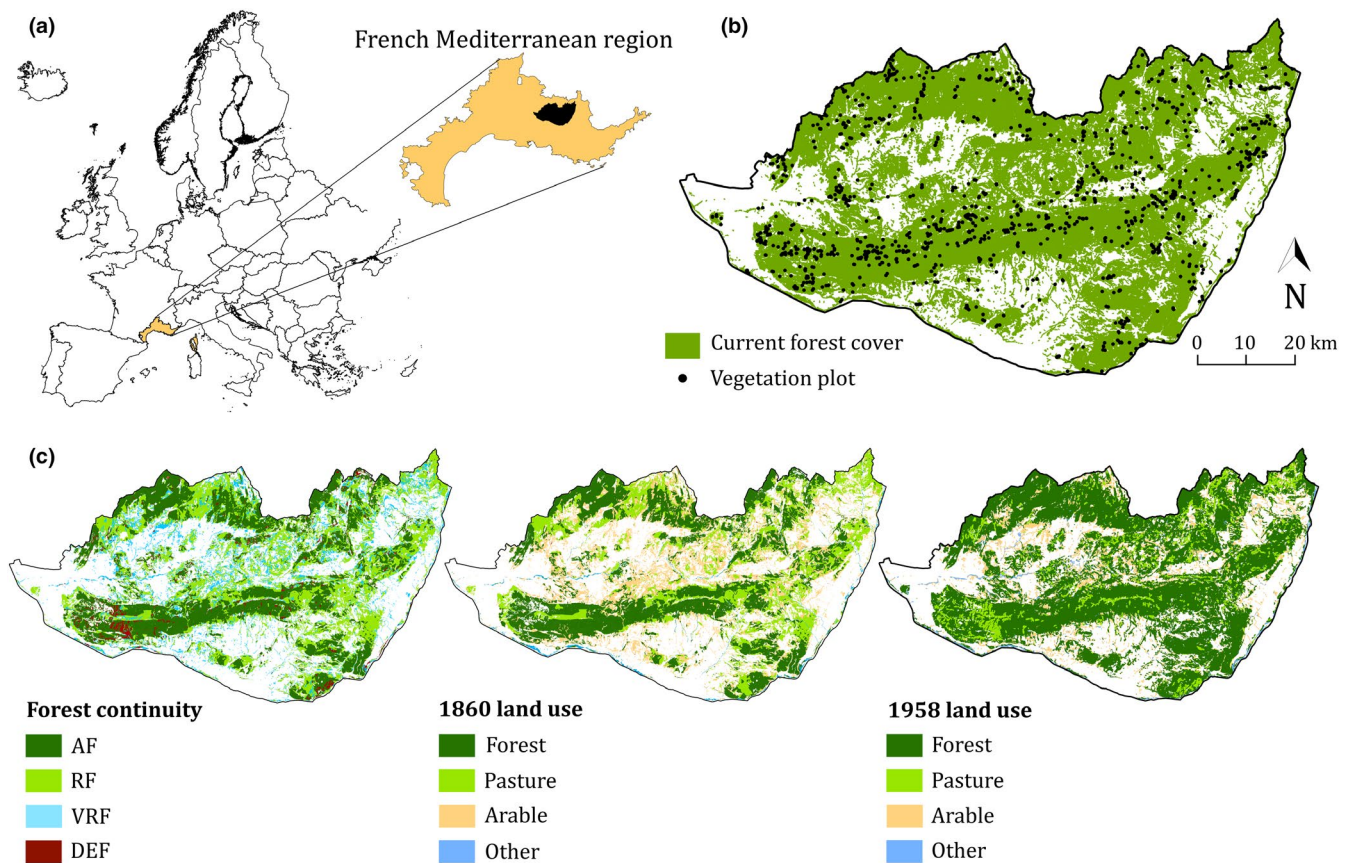 (a)
French Mediterranean region
(b)
Current forest cover
Vegetation plot
N
0 10 20 km
(c)
Forest continuity
AF
RF
VRF
DEF
1860 land use
Forest
Pasture
Arable
Other
1958 land use
Forest
Pasture
Arable
Other